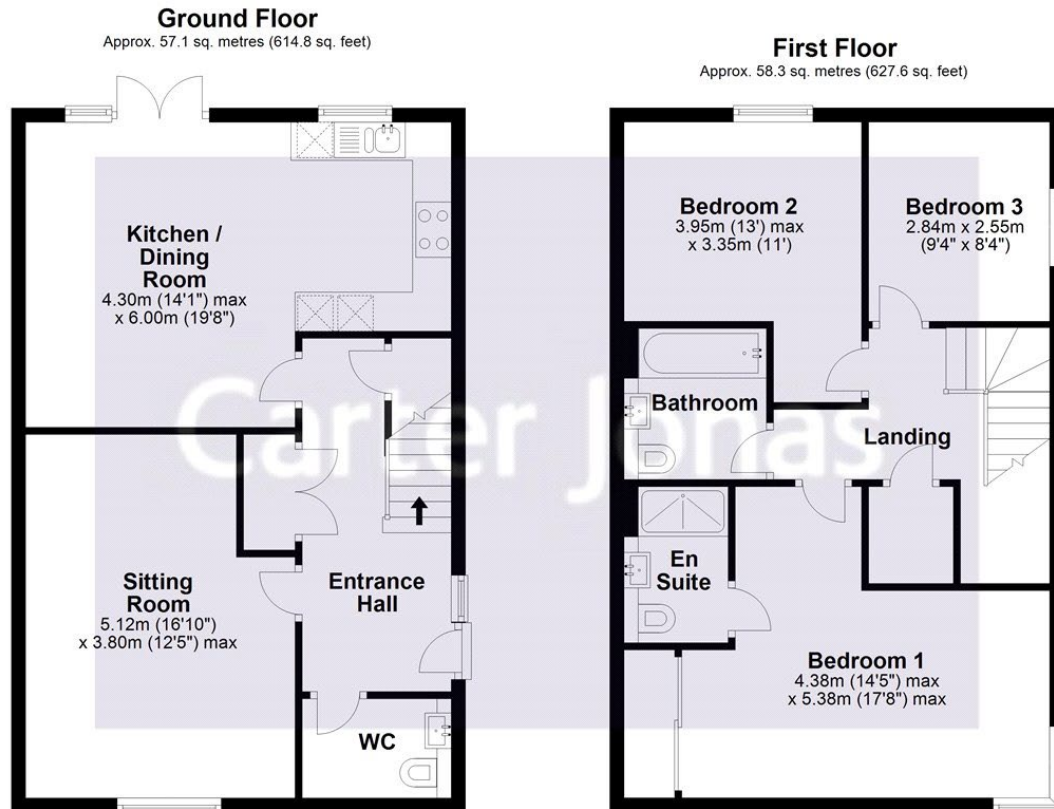 Ground Floor
Approx. 57.1 sq. metres (614.8 sq. feet)
Kitchen /
Dining
Room
4.30m (14'1") max
x 6.00m (19'8")
Sitting
Room
5.12m (16'10")
x 3.80m (12'5") max
Entrance
Hall
WC
First Floor
Approx. 58.3 sq. metres (627.6 sq. feet)
Bedroom 2
3.95m (13') max
x 3.35m (11')
Bedroom 3
2.84m x 2.55m
(9'4" x 8'4")
Bathroom
Landing
En
Suite
Bedroom 1
4.38m (14'5") max
x 5.38m (17'8") max
Carter Jonas